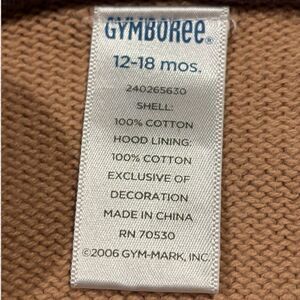 GYMBOREE®
12-18 mos.
240265630
SHELL:
100% COTTON
HOOD LINING:
100% COTTON
EXCLUSIVE OF
DECORATION
MADE IN CHINA
RN 70530
©2006 GYM-MARK, INC.